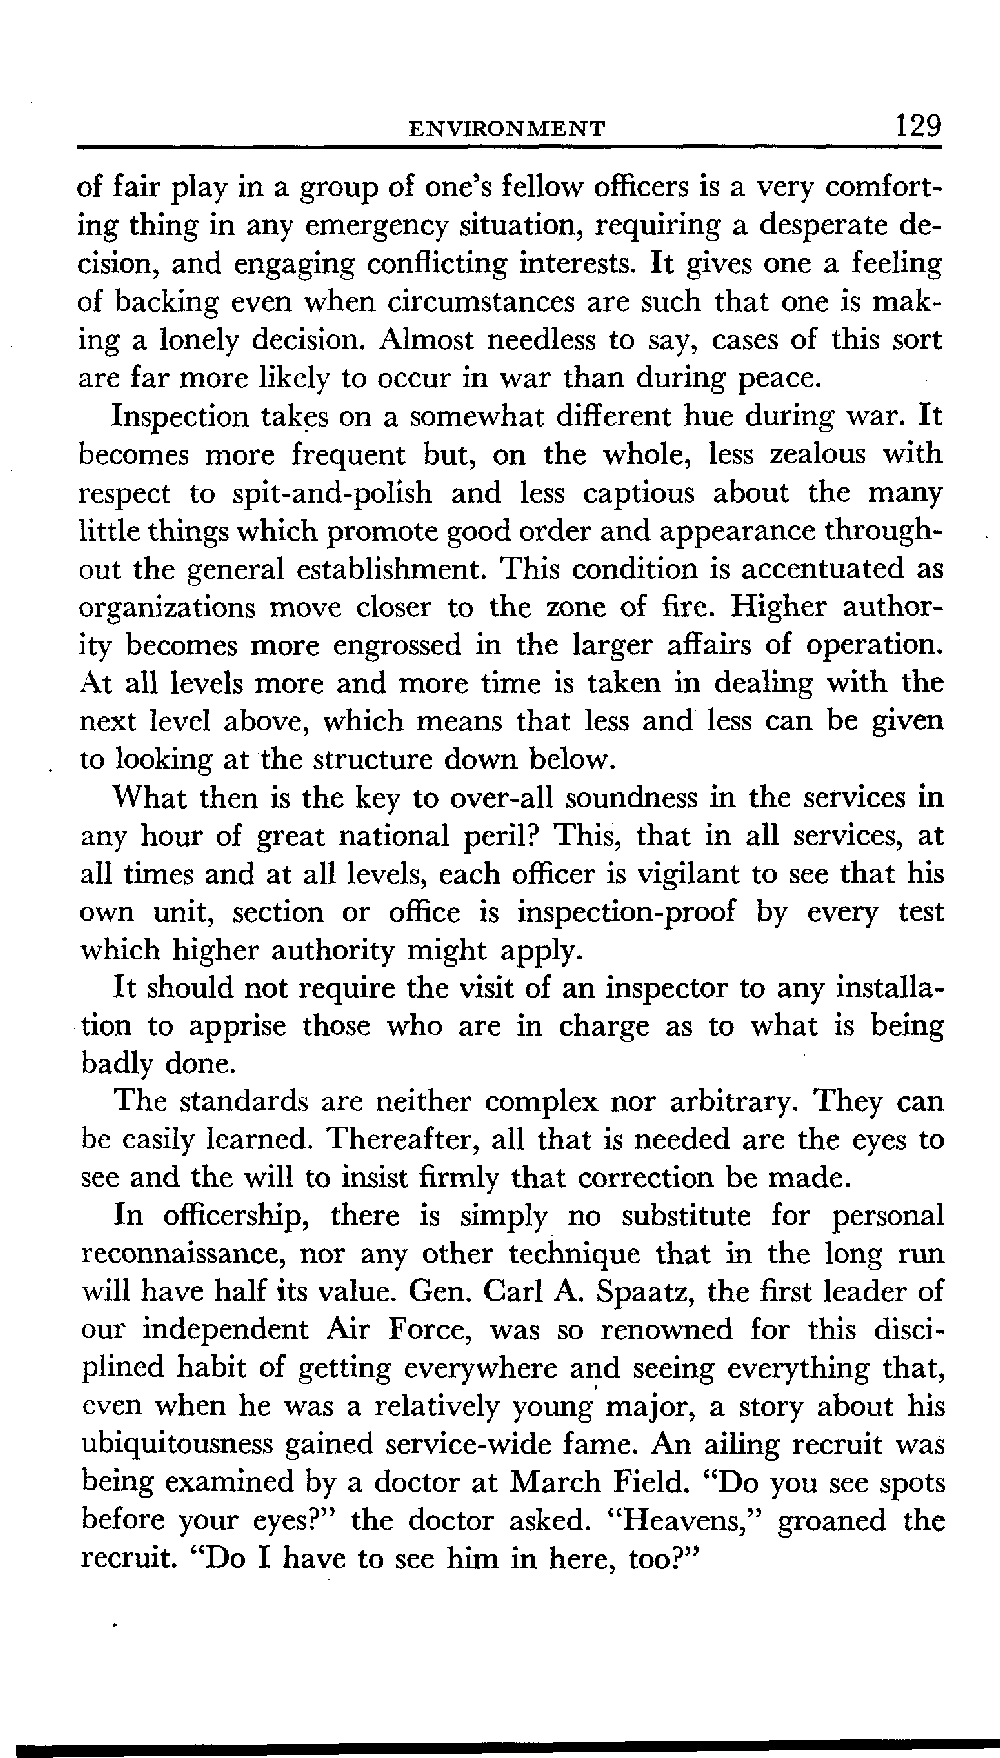 ENVIRONMENT 129
of fair play in a group of one's fellow officers is a very comfort-
ing thing in any emergency situation, requiring a desperate de-
cision, and engaging conflicting interests. It gives one a feeling
of backing even when circumstances are such that one is mak-
ing a lonely decision. Almost needless to say, cases of this sort
are far more likely to occur in war than during peace.
Inspection takes on a somewhat different hue during war. It
becomes more frequent but, on the whole, less zealous with
respect to spit-and-polish and less captious about the many
little things which promote good order and appearance through-
out the general establishment. This condition is accentuated as
organizations move closer to the zone of fire. Higher author-
ity becomes more engrossed in the larger affairs of operation.
At all levels more and more time is taken in dealing with the
next level above, which means that less and less can be given
to looking at the structure down below.
What then is the key to over-all soundness in the services in
any hour of great national peril? This, that in all services, at
all times and at all levels, each officer is vigilant to see that his
own unit, section or office is inspection-proof by every test
which higher authority might apply.
It should not require the visit of an inspector to any installa-
tion to apprise those who are in charge as to what is being
badly done.
The standards are neither complex nor arbitrary. They can
be easily learned. Thereafter, all that is needed are the eyes to
see and the will to insist firmly that correction be made.
In officership, there is simply no substitute for personal
reconnaissance, nor any other technique that in the long run
will have half its value. Gen. Carl A. Spaatz, the first leader of
our independent Air Force, was so renowned for this disci-
plined habit of getting everywhere and seeing everything that,
even when he was a relatively young major, a story about his
ubiquitousness gained service-wide fame. An ailing recruit was
being examined by a doctor at March Field. "Do you see spots
before your eyes?" the doctor asked. "Heavens," groaned the
recruit. "Do I have to see him in here, too?"